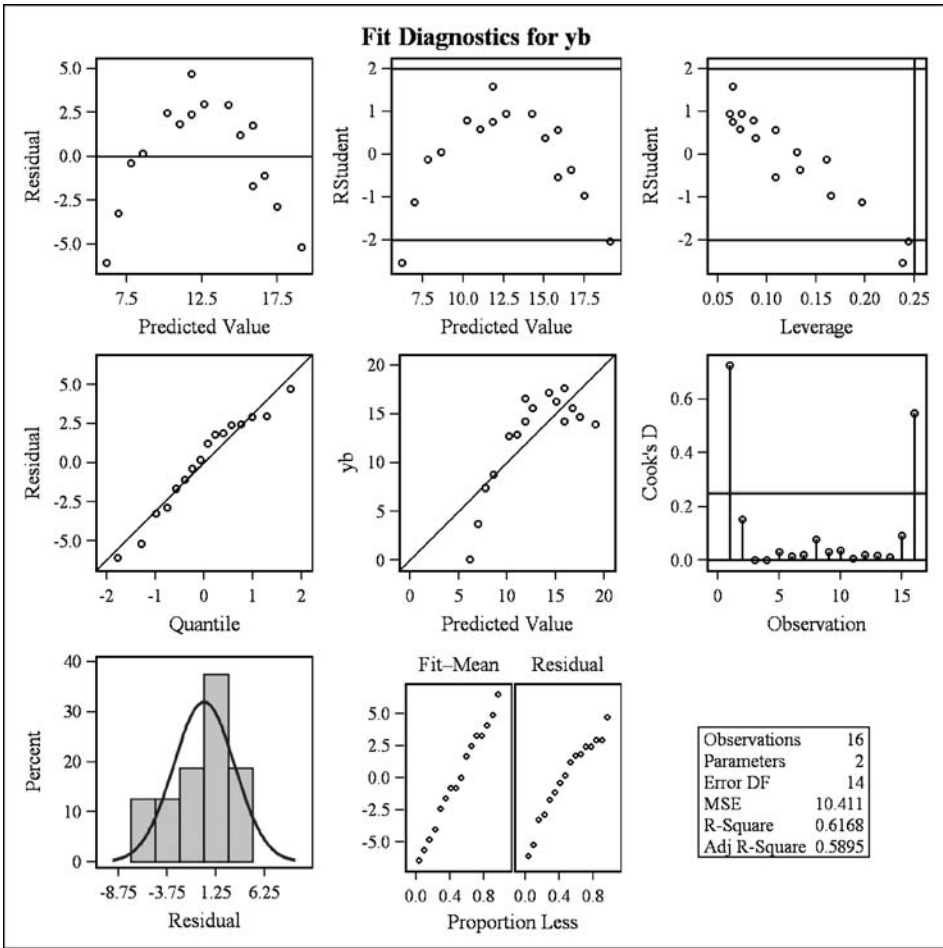 Fit Diagnostics for yb
5.0
2.5
0.0
-2.5
-5.0
Residual
7.5 12.5 17.5
Predicted Value
2
1
0
-1
-2
RStudent
7.5 10.0 12.5 15.0 17.5
Predicted Value
2
1
0
-1
-2
RStudent
0.05 0.10 0.15 0.20 0.25
Leverage
5.0
2.5
0.0
-2.5
-5.0
Residual
-2 -1 0 1 2
Quantile
20
15
10
5
0
yb
0 5 10 15 20
Predicted Value
0.6
0.4
0.2
0.0
Cook's D
0 5 10 15
Observation
40
30
20
10
0
Percent
-8.75 -3.75 1.25 6.25
Residual
Fit–Mean Residual
5.0
2.5
0.0
-2.5
-5.0
0.0 0.4 0.8 0.0 0.4 0.8
Proportion Less
Observations 16
Parameters 2
Error DF 14
MSE 10.411
R-Square 0.6168
Adj R-Square 0.5895